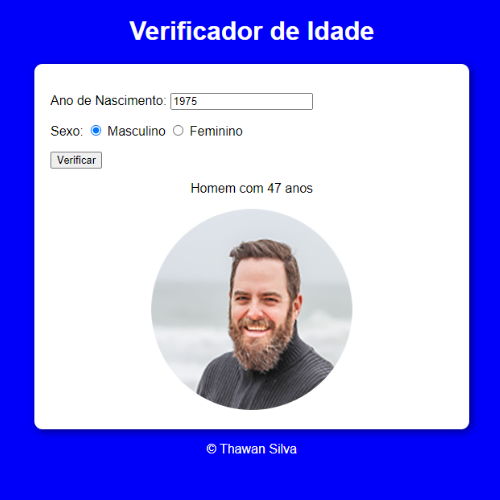 Verificador de Idade
Ano de Nascimento: 1975
Sexo: Masculino Feminino
Verificar
Homem com 47 anos
© Thawan Silva